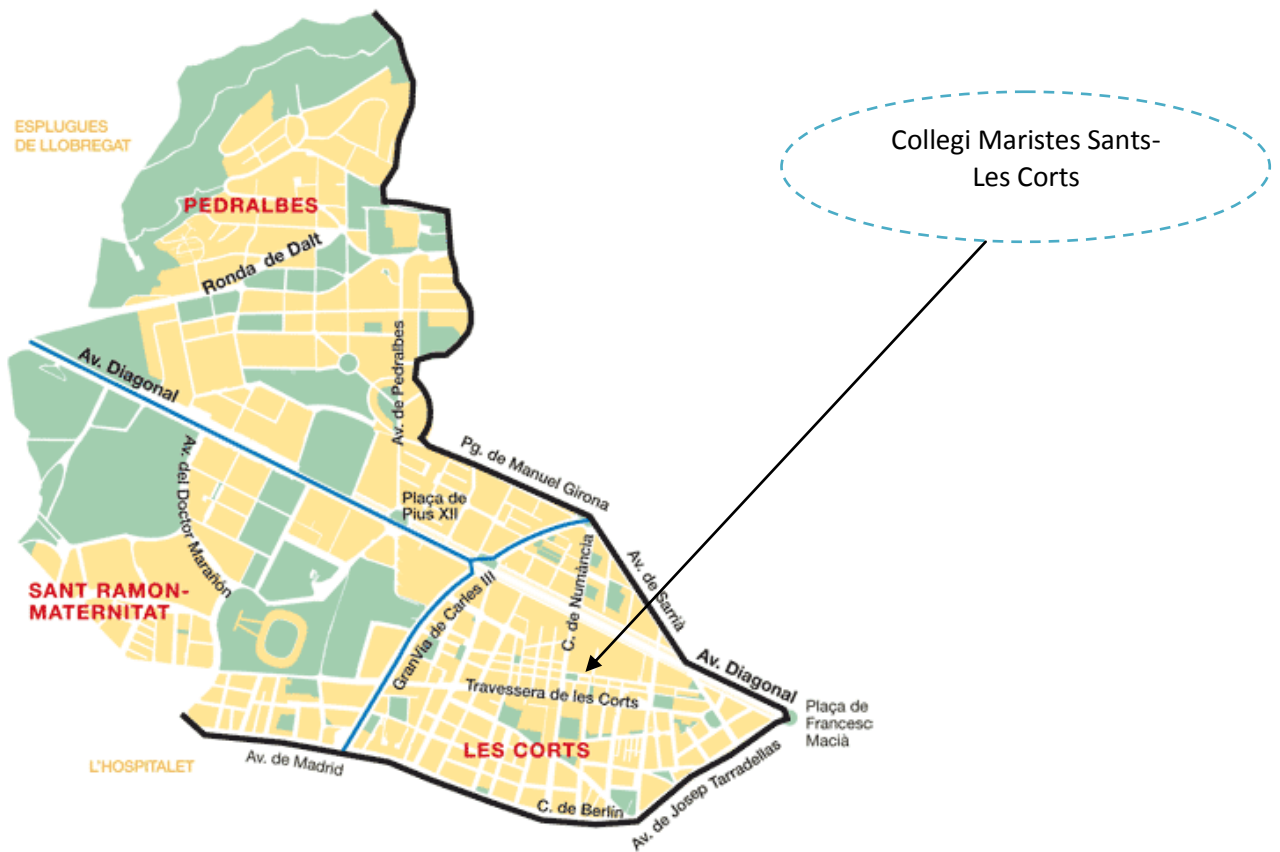 Collegi Maristes Sants-
Les Corts
ESPLUGUES
DE LLOBREGAT
PEDRALBES
Ronda de Dalt
Av. Diagonal
Av. de Pedralbes
Av. del Doctor Marañón
Pg. de Manuel Girona
Plaça de
Pius XII
C. de Numància
Av. de Sarrià
SANT RAMON-
MATERNITAT
GranVia de Carles III
Av. Diagonal
Travessera de les Corts
Plaça de
Francesc
Macià
LES CORTS
L'HOSPITALET
Av. de Madrid
C. de Berlín
Av. de Josep Tarradellas